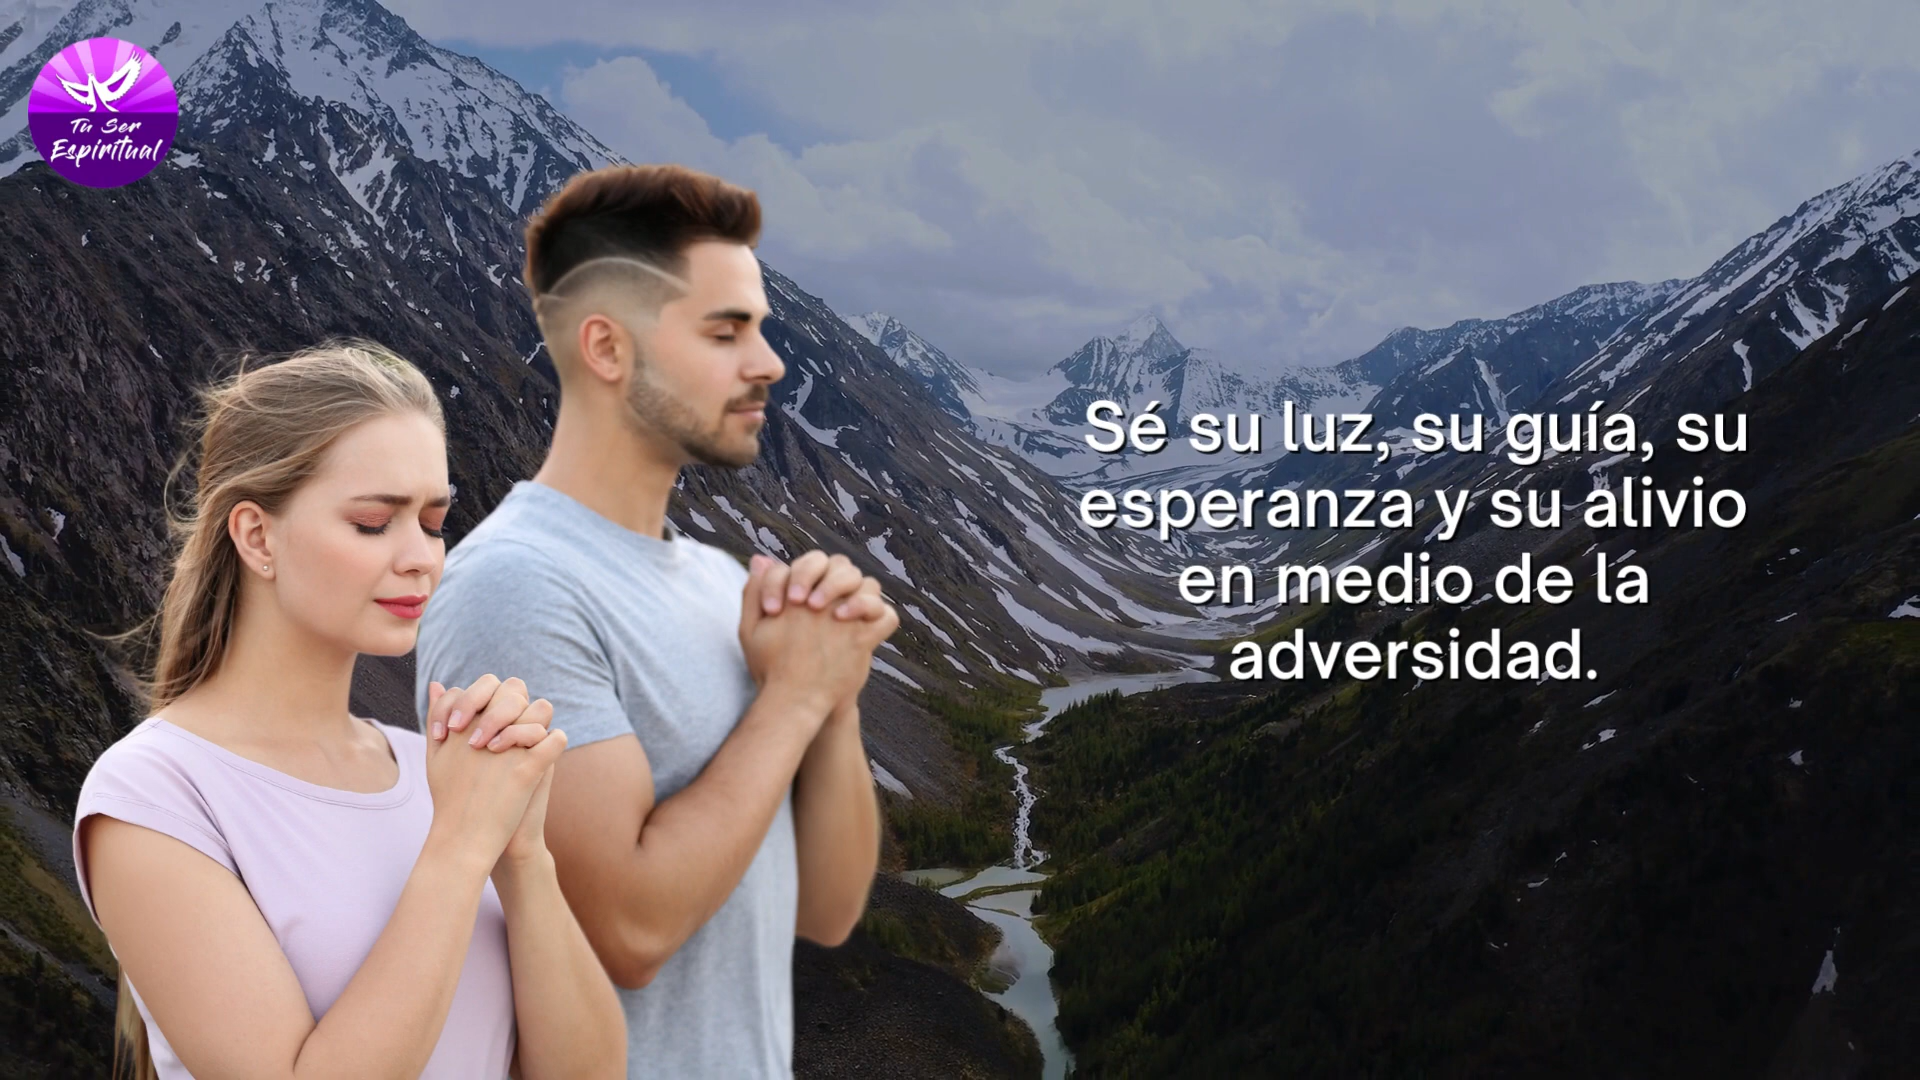 Tu Ser
Espiritual
Sé su luz, su guía, su
esperanza y su alivio
en medio de la
adversidad.